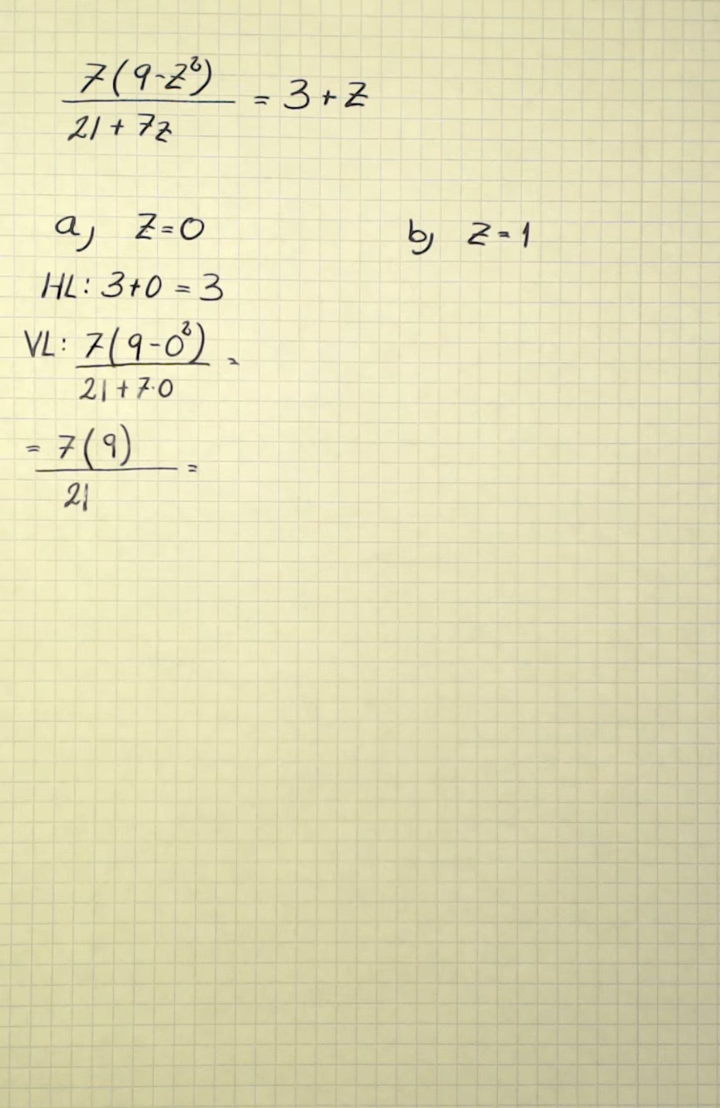 7(9-z²)
—————— = 3+z
21+7z
a) z=0
b) z=1
HL: 3+0 = 3
VL: 7(9-0²)
—————— =
21+7·0
= 7(9)
—————— =
21